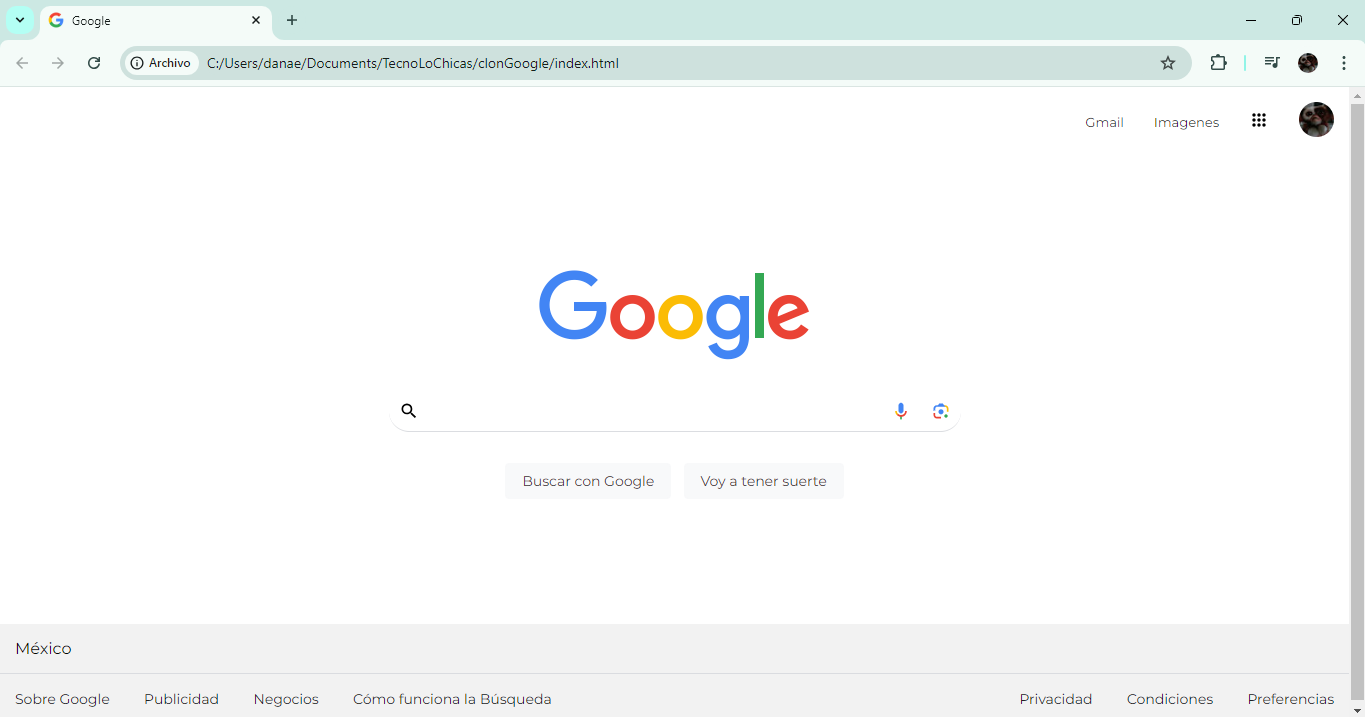 Google
Archivo C:/Users/danae/Documents/TecnoLoChicas/clonGoogle/index.html
Gmail Imagenes
Google
Buscar con Google Voy a tener suerte
México
Sobre Google Publicidad Negocios Cómo funciona la Búsqueda Privacidad Condiciones Preferencias